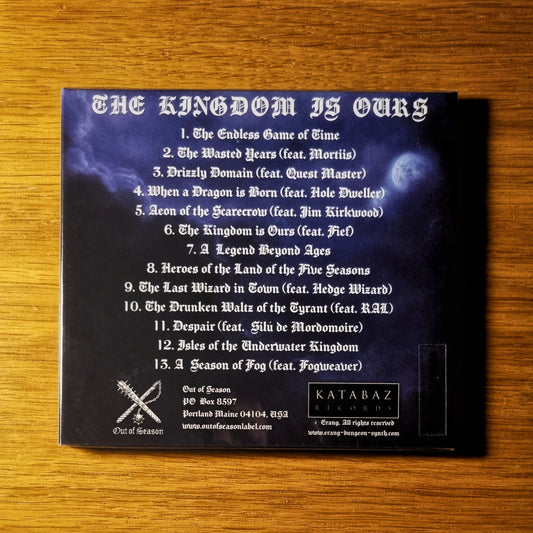 THE KINGDOM IS OURS
1. The Endless Game of Time
2. The Wasted Years (feat. Mortiis)
3. Drizzly Domain (feat. Quest Master)
4. When a Dragon is Born (feat. Hole Dweller)
5. Aeon of the Scarecrow (feat. Jim Kirkwood)
6. The Kingdom is Ours (feat. Fief)
7. A Legend Beyond Ages
8. Heroes of the Land of the Five Seasons
9. The Last Wizard in Town (feat. Hedge Wizard)
10. The Drunken Waltz of the Tyrant (feat. RAL)
11. Despair (feat. Silú de Mordomoire)
12. Isles of the Underwater Kingdom
13. A Season of Fog (feat. Fogweaver)
Out of Season
Out of Season
PO Box 8597
Portland Maine 04104, USA
www.outofseasonlabel.com
KATABAZ
RECORDS
Erang. All rights reserved
www.erang-dungeon-synth.com